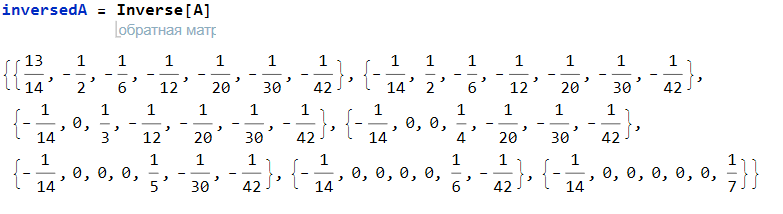 inversedA = Inverse[A]
обратная матр
{{13/14, -1/2, -1/6, -1/12, -1/20, -1/30, -1/42}, {-1/14, 1/2, -1/6, -1/12, -1/20, -1/30, -1/42},
{-1/14, 0, 1/3, -1/12, -1/20, -1/30, -1/42}, {-1/14, 0, 0, 1/4, -1/20, -1/30, -1/42},
{-1/14, 0, 0, 0, 1/5, -1/30, -1/42}, {-1/14, 0, 0, 0, 0, 1/6, -1/42}, {-1/14, 0, 0, 0, 0, 0, 1/7}}